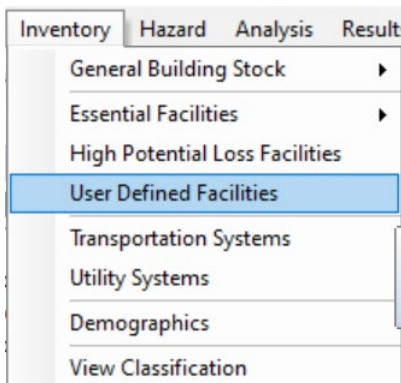 Inventory Hazard Analysis Result
General Building Stock
Essential Facilities
High Potential Loss Facilities
User Defined Facilities
Transportation Systems
Utility Systems
Demographics
View Classification